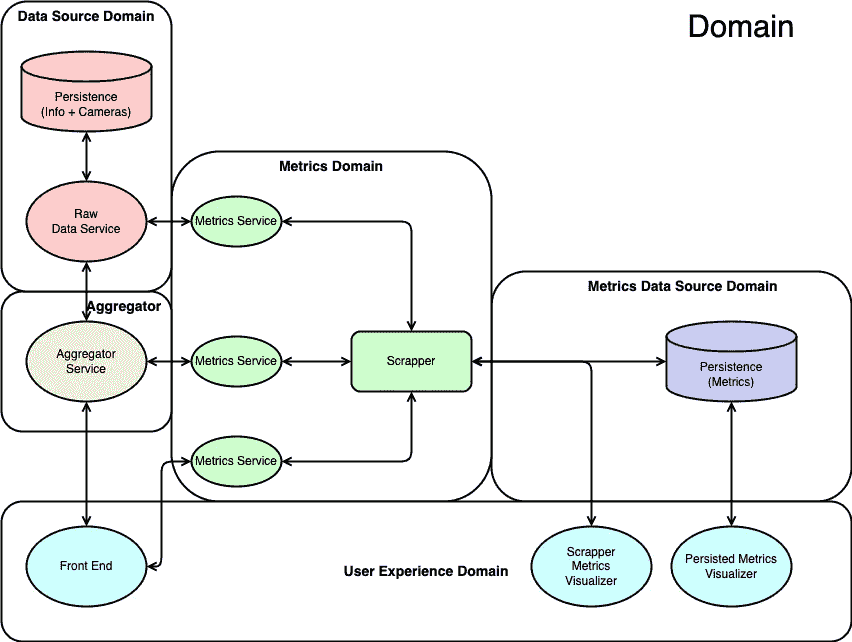 Data Source Domain
Domain
Persistence
(Info + Cameras)
Metrics Domain
Raw
Data Service
Metrics Service
Metrics Data Source Domain
Aggregator
Aggregator
Service
Metrics Service
Scrapper
Persistence
(Metrics)
Metrics Service
Front End
User Experience Domain
Scrapper
Metrics
Visualizer
Persisted Metrics
Visualizer